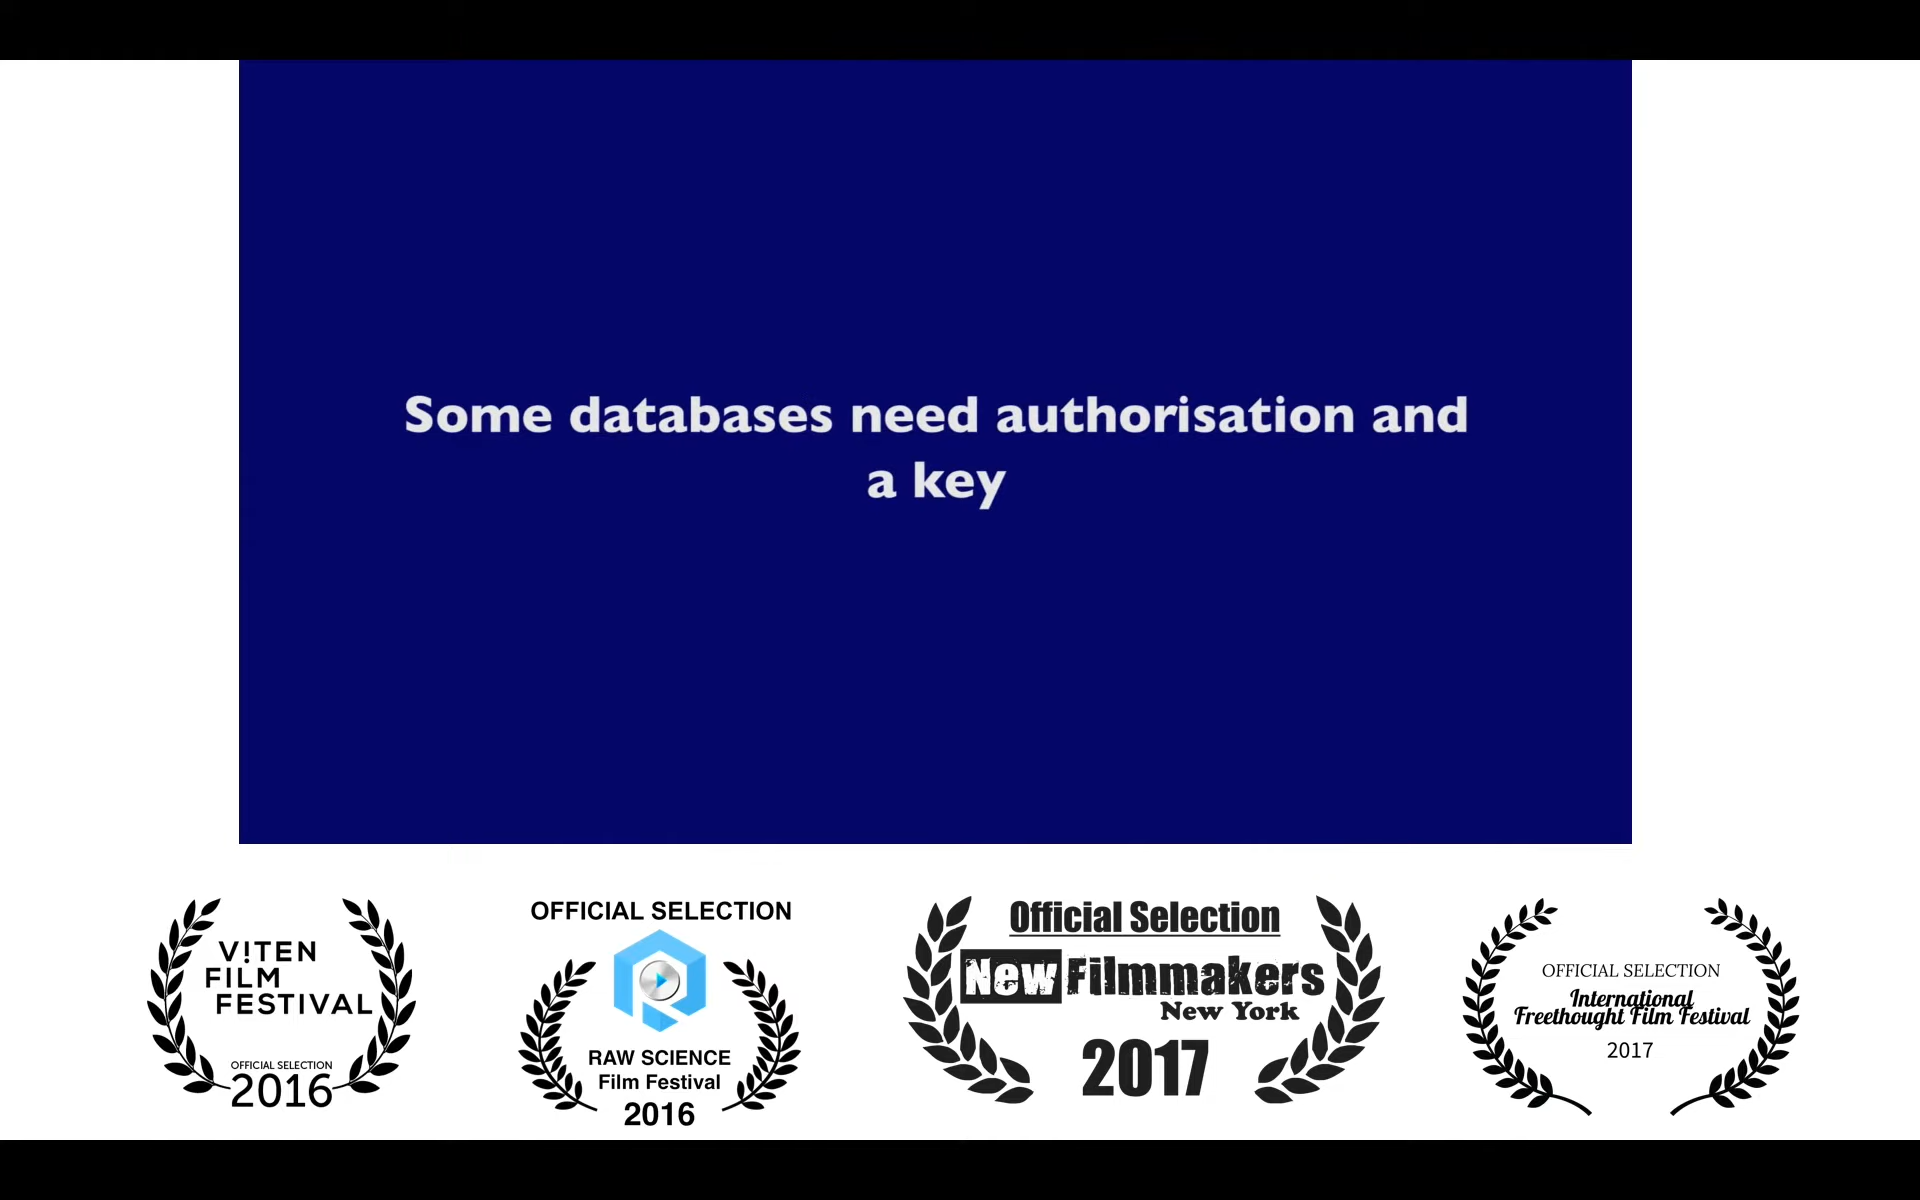 Some databases need authorisation and
a key
V!TEN
FILM
FESTIVAL
OFFICIAL SELECTION
2016
OFFICIAL SELECTION
RAW SCIENCE
Film Festival
2016
Official Selection
New Filmmakers
New York
2017
OFFICIAL SELECTION
International
Freethought Film Festival
2017